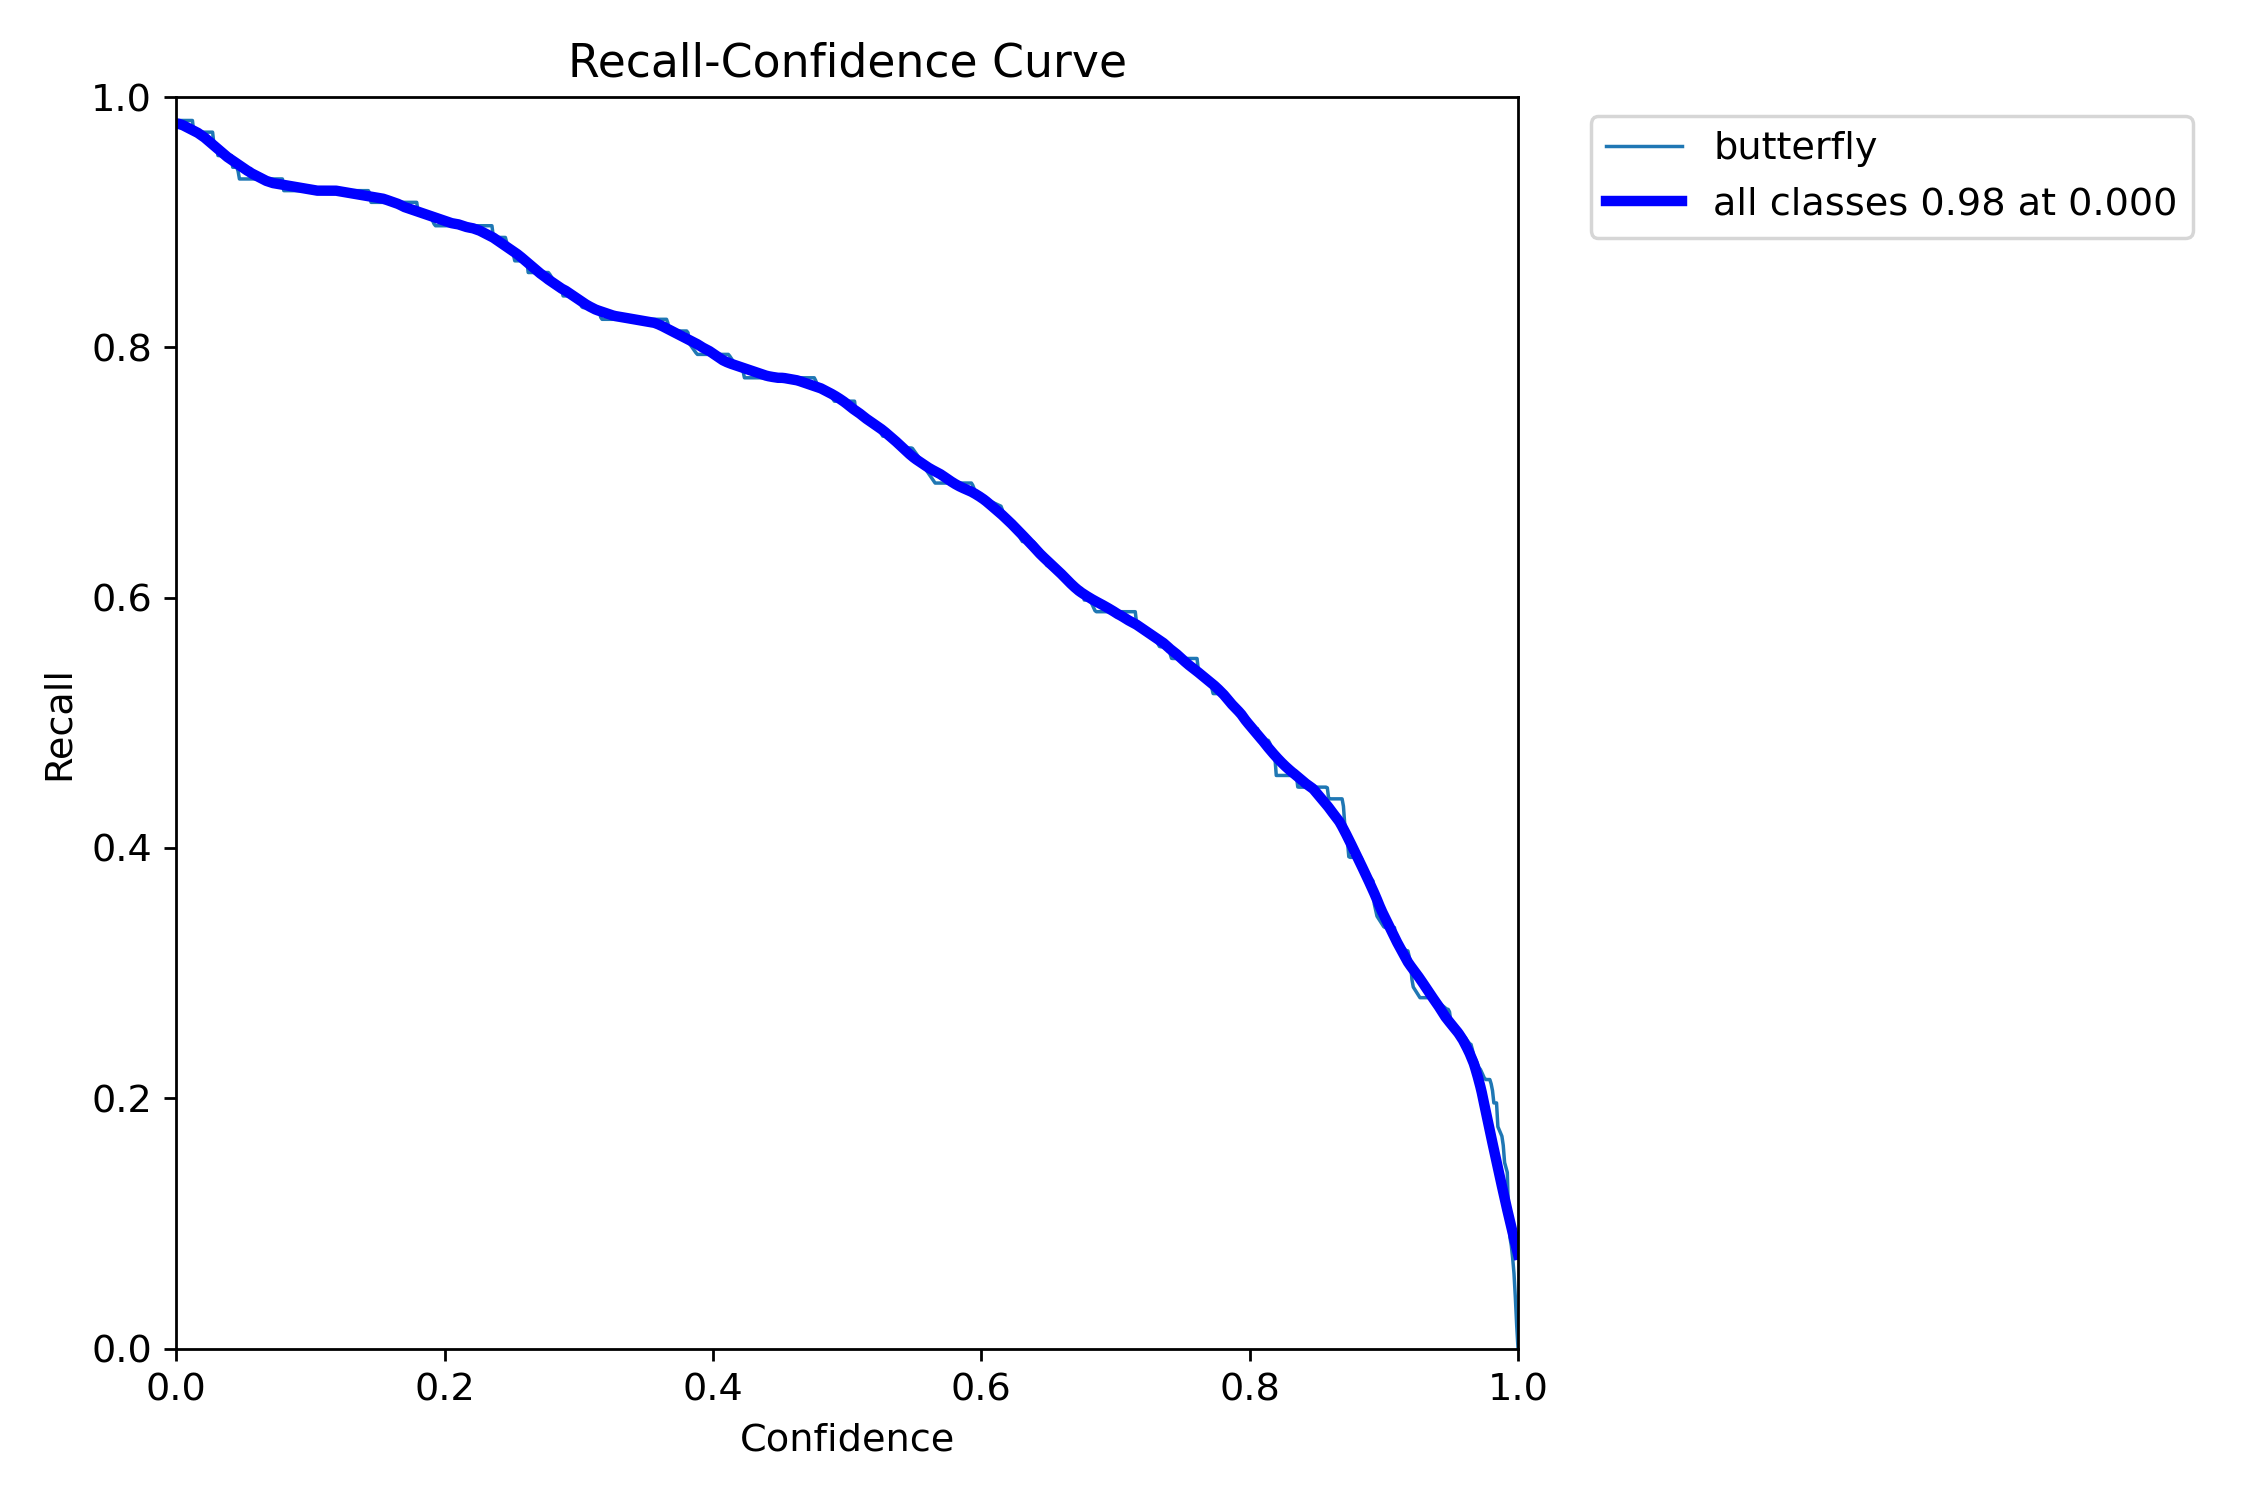 Recall-Confidence Curve
1.0
0.8
0.6
0.4
0.2
0.0
Recall
0.0 0.2 0.4 0.6 0.8 1.0
Confidence
butterfly
all classes 0.98 at 0.000